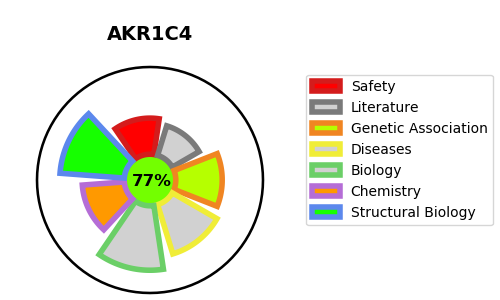 AKR1C4
77%
Safety
Literature
Genetic Association
Diseases
Biology
Chemistry
Structural Biology